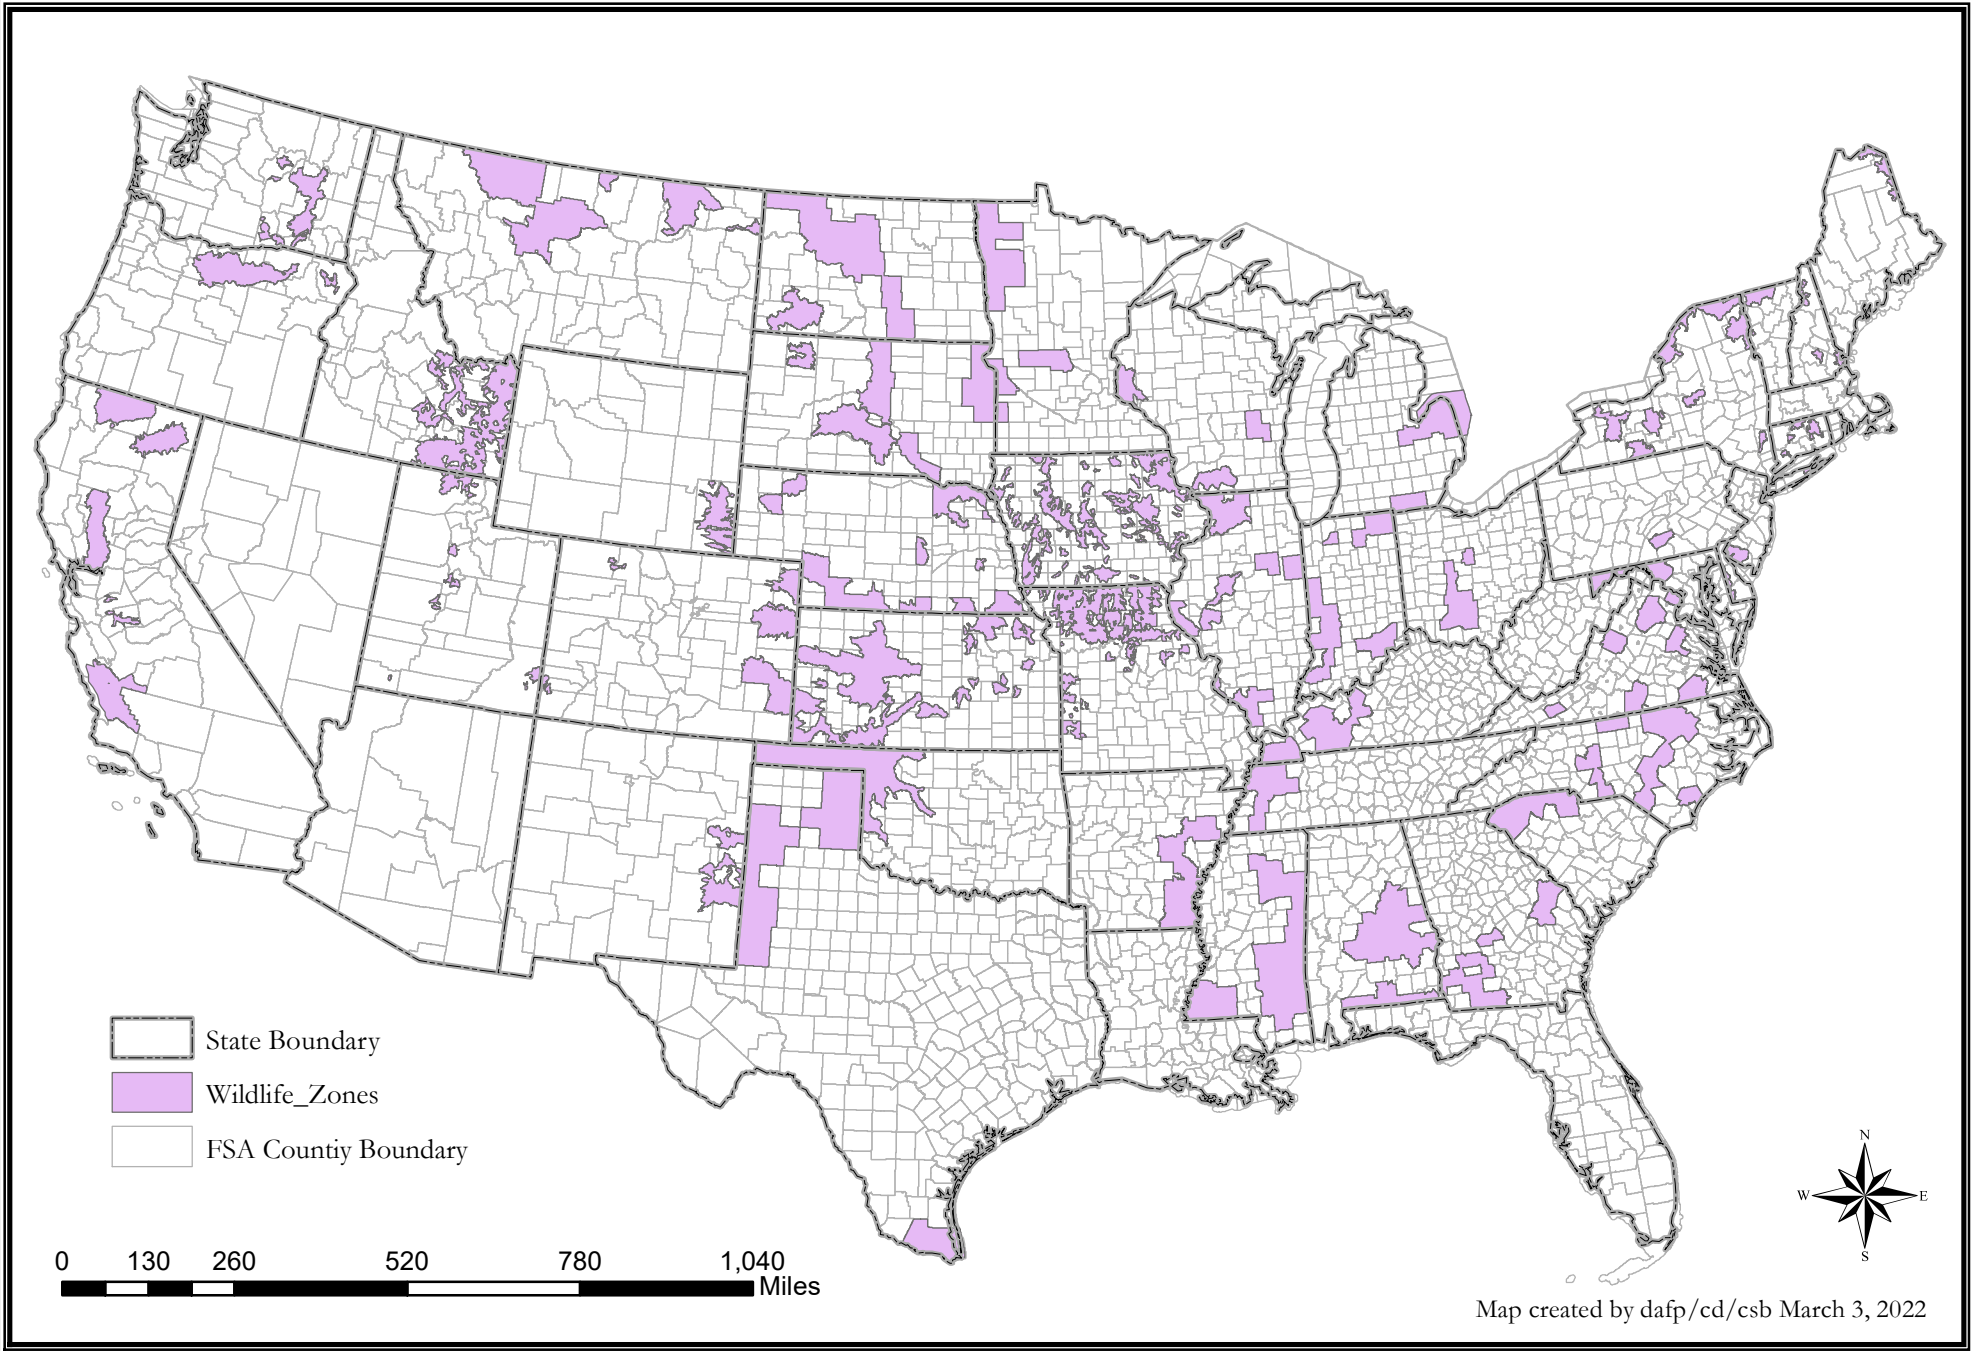 State Boundary
Wildlife_Zones
FSA Countiy Boundary
0 130 260 520 780 1,040
Miles
N
W E
S
Map created by dafp/cd/csb March 3, 2022